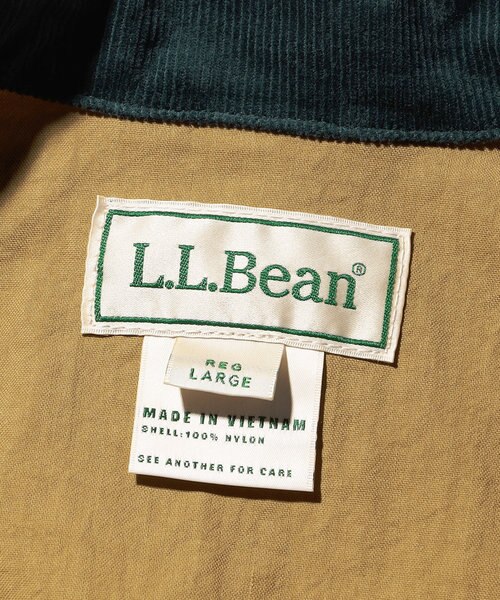 L.L.Bean®
REG
LARGE
MADE IN VIETNAM
SHELL:100% NYLON
SEE ANOTHER FOR CARE